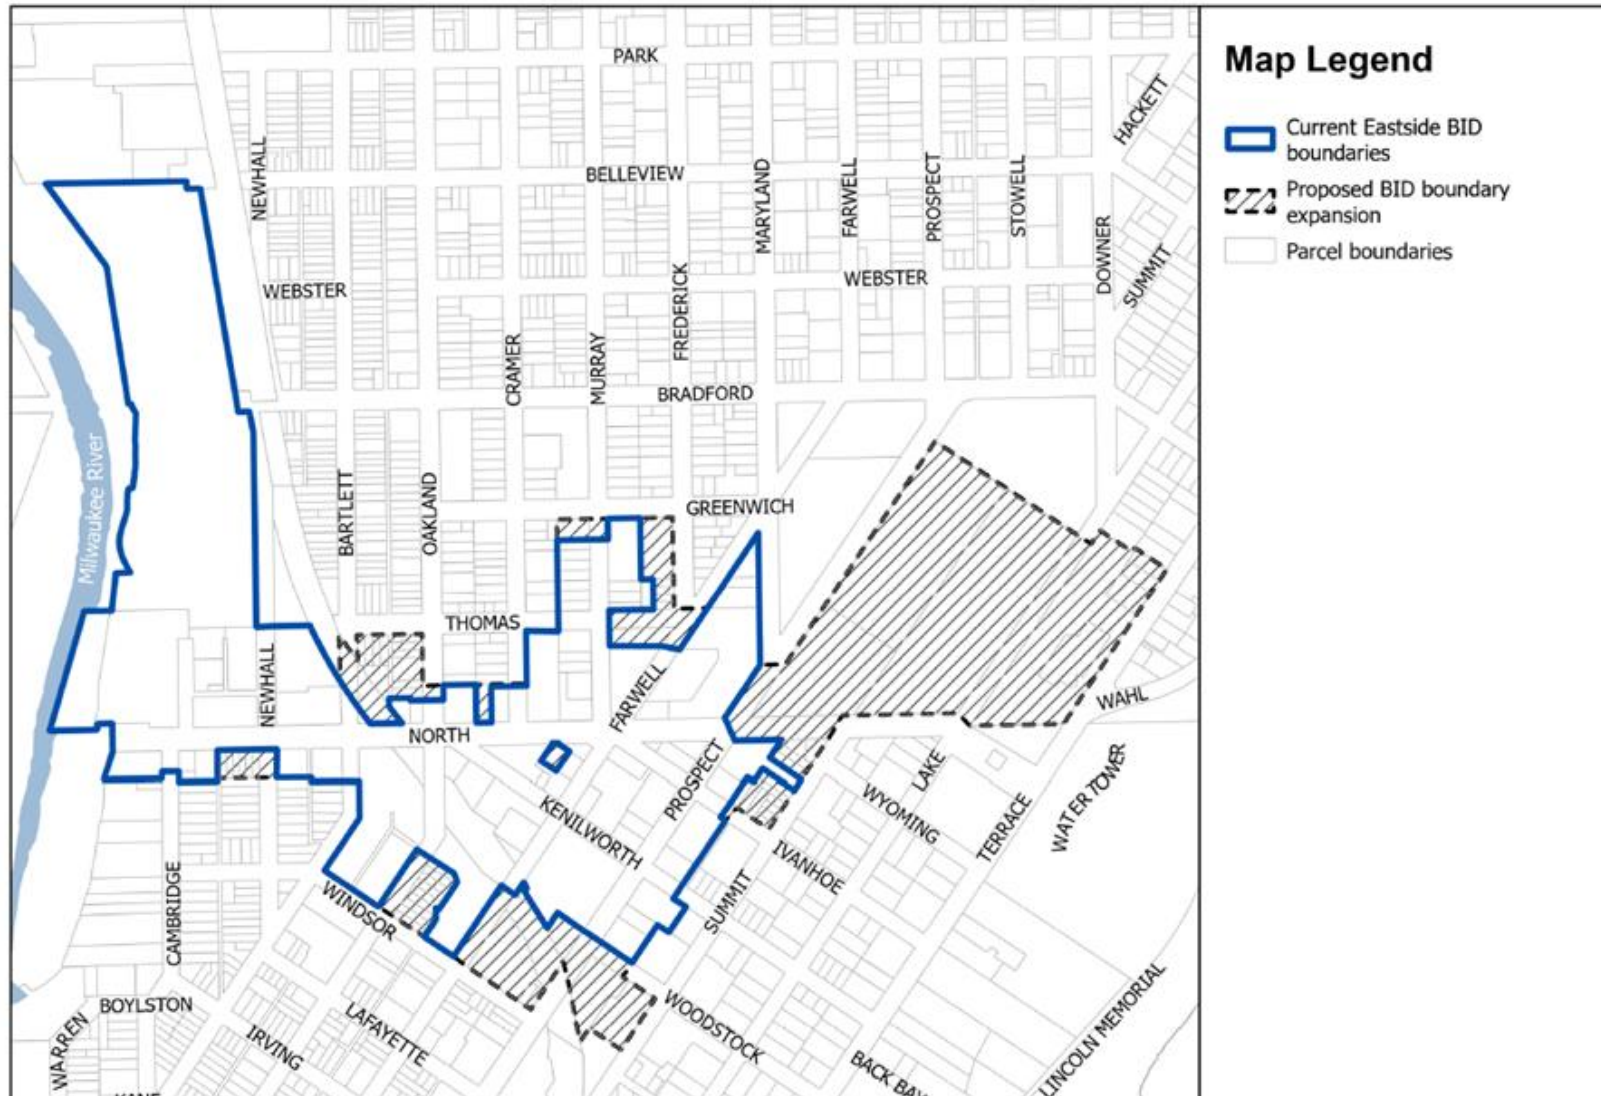 Map Legend
Current Eastside BID
boundaries
Proposed BID boundary
expansion
Parcel boundaries
PARK
HACKETT
NEWHALL
BELLEVIEW
MARYLAND
FARWELL
PROSPECT
STOWELL
DOWNER
SUMMIT
WEBSTER
WEBSTER
FREDERICK
CRAMER
MURRAY
BRADFORD
Milwaukee River
BARTLETT
OAKLAND
GREENWICH
THOMAS
NEWHALL
FARWELL
NORTH
WAHL
PROSPECT
LAKE
WATER TOWER
KENILWORTH
WYOMING
TERRACE
IVANHOE
CAMBRIDGE
WINDSOR
SUMMIT
BOYLSTON
WARREN
IRVING
LAFAYETTE
WOODSTOCK
BACK BAY
LINCOLN MEMORIAL